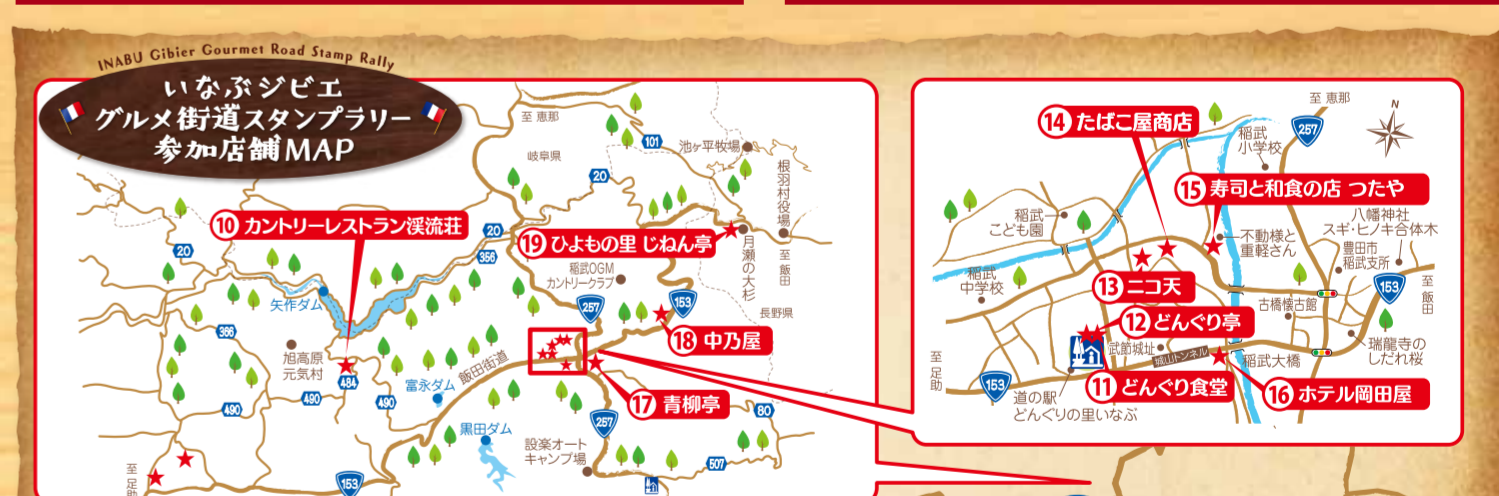 INABU Gibier Gourmet Road Stamp Rally
いなぶジビエ
グルメ街道スタンプラリー
参加店舗MAP
至 恵那
岐阜県
101
池ヶ平牧場
根羽村役場
20
⑩ カントリーレストラン渓流荘
20
20
356
⑲ ひよもの里 じねん亭
月瀬の大杉
至 飯田
稲武OGM
カントリークラブ
矢作ダム
257
153
長野県
366
⑱ 中乃屋
旭高原
元気村
484
飯田街道
富永ダム
490
490
490
⑰ 青柳亭
80
257
黒田ダム
設楽オート
キャンプ場
507
至 足助
153
至 恵那
N
⑭ たばこ屋商店
稲武
小学校
257
⑮ 寿司と和食の店 つたや
稲武
こども園
八幡神社
スギ・ヒノキ合体木
不動様と
重軽さん
豊田市
稲武支所
稲武
中学校
⑬ ニコ天
153
至 飯田
古橋懐古館
⑫ どんぐり亭
武節城址
城山トンネル
稲武大橋
瑞龍寺の
しだれ桜
至 足助
153
⑪ どんぐり食堂
⑯ ホテル岡田屋
道の駅
どんぐりの里いなぶ